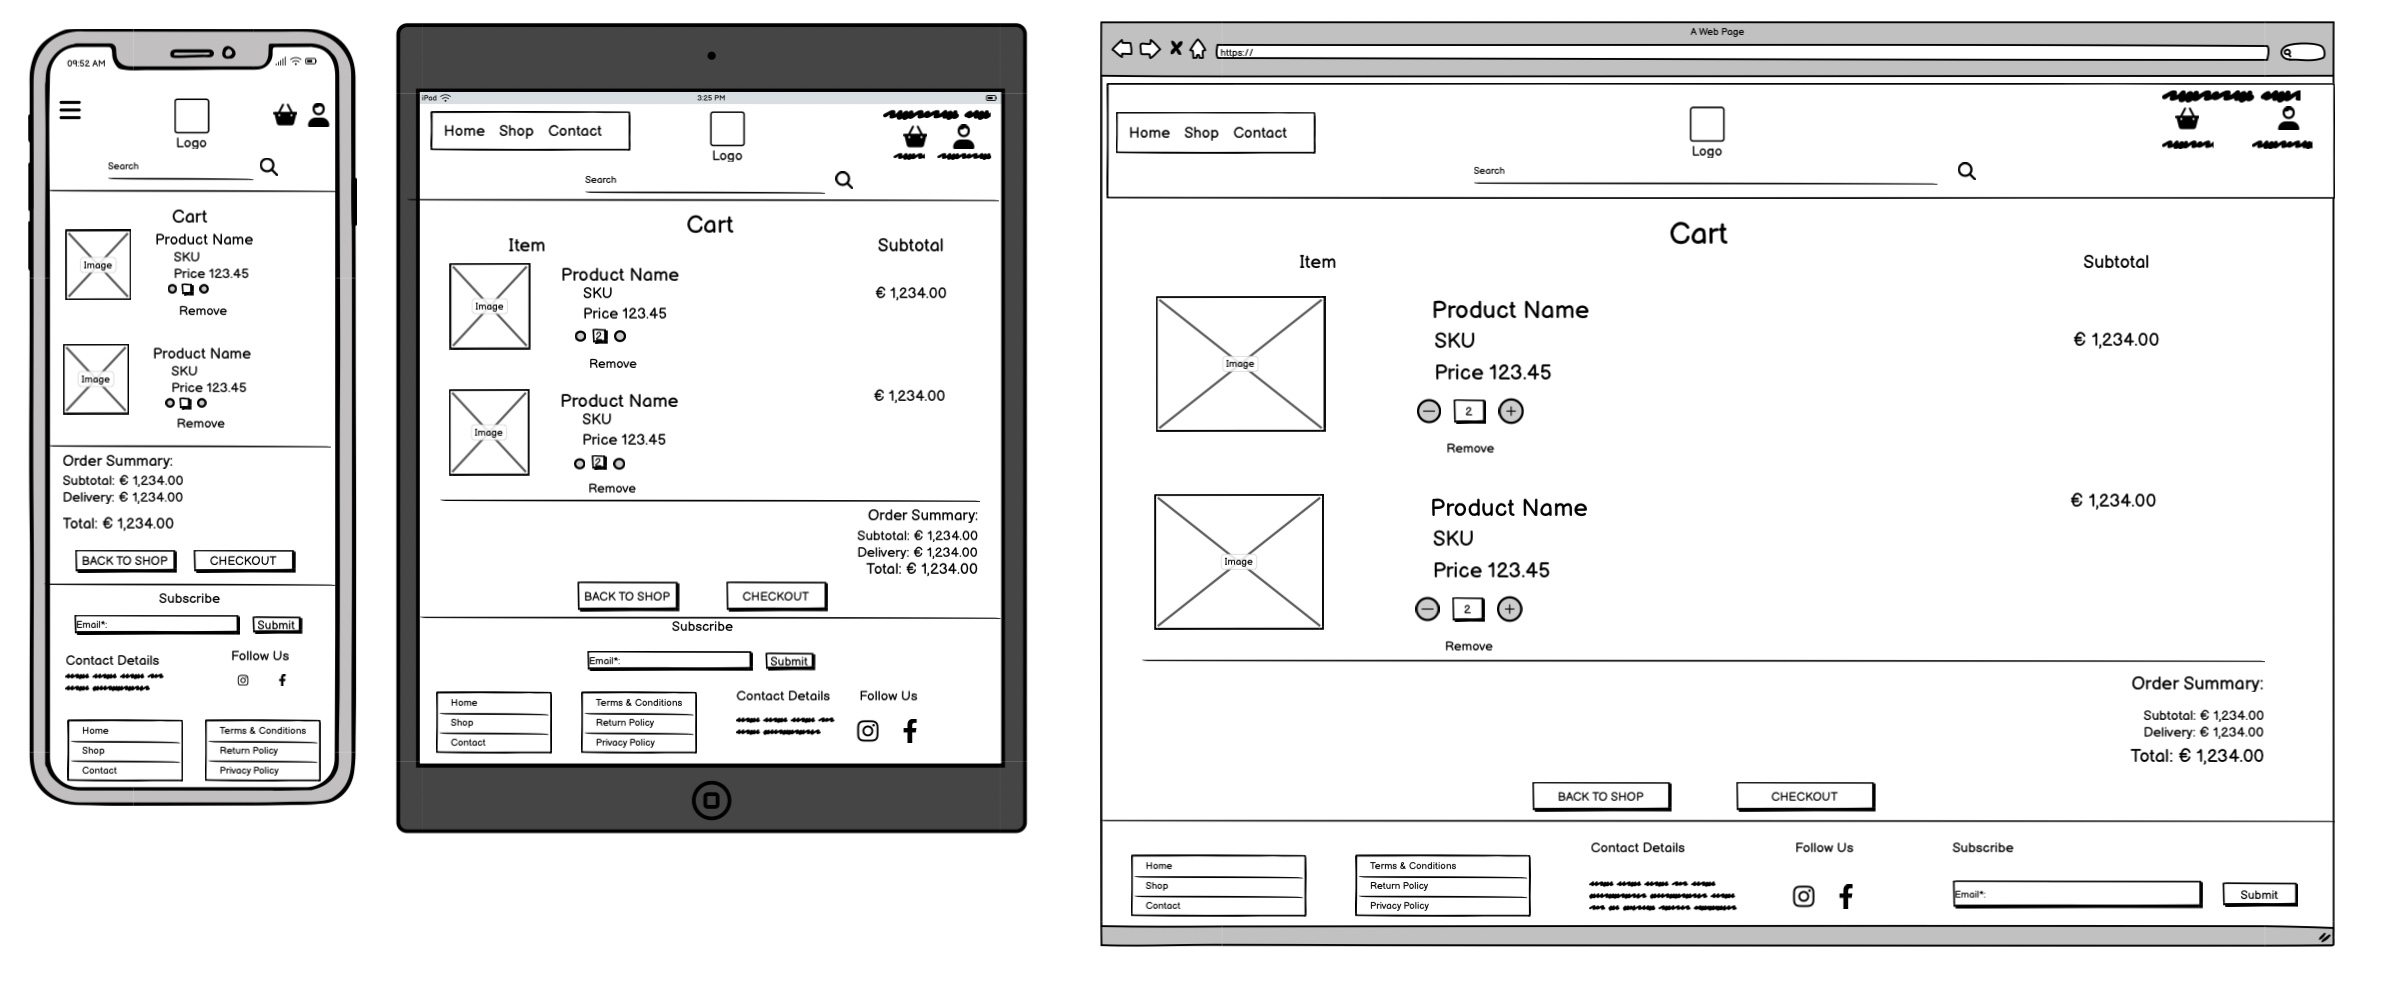 09:52 AM
Logo
Search
Cart
Product Name
SKU
Price 123.45
Image
Remove
Product Name
SKU
Price 123.45
Image
Remove
Order Summary:
Subtotal: € 1,234.00
Delivery: € 1,234.00
Total: € 1,234.00
BACK TO SHOP CHECKOUT
Subscribe
Email*: Submit
Contact Details Follow Us
Home Terms & Conditions
Shop Return Policy
Contact Privacy Policy
iPad 3:25 PM
Home Shop Contact
Logo
Search
Cart
Item Subtotal
Product Name
SKU € 1,234.00
Image Price 123.45
2
Remove
Product Name € 1,234.00
SKU
Image Price 123.45
2
Remove
Order Summary:
Subtotal: € 1,234.00
Delivery: € 1,234.00
Total: € 1,234.00
BACK TO SHOP CHECKOUT
Subscribe
Email*: Submit
Contact Details Follow Us
Home Terms & Conditions
Shop Return Policy
Contact Privacy Policy
A Web Page
https://
Home Shop Contact
Logo
Search
Cart
Item Subtotal
Product Name
SKU € 1,234.00
Image Price 123.45
2
Remove
Product Name € 1,234.00
SKU
Image Price 123.45
2
Remove
Order Summary:
Subtotal: € 1,234.00
Delivery: € 1,234.00
Total: € 1,234.00
BACK TO SHOP CHECKOUT
Contact Details Follow Us Subscribe
Home Terms & Conditions
Shop Return Policy Email*: Submit
Contact Privacy Policy